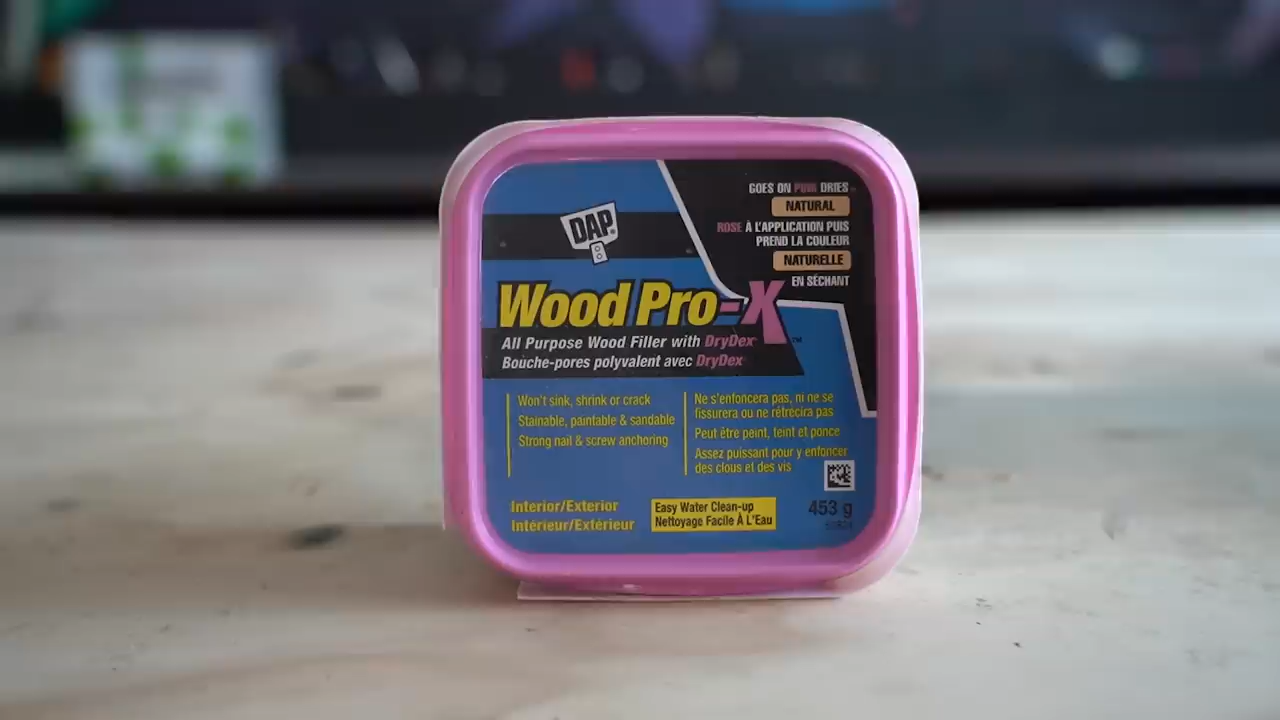 DAP
GOES ON PINK DRIES
NATURAL
ROSE À L'APPLICATION PUIS
PREND LA COULEUR
NATURELLE
EN SÉCHANT
Wood Pro-X™
All Purpose Wood Filler with DryDex
Bouche-pores polyvalent avec DryDex
Won't sink, shrink or crack
Stainable, paintable & sandable
Strong nail & screw anchoring
Ne s'enfoncera pas, ni ne se
fissurera ou ne rétrécira pas
Peut être peint, teint et ponce
Assez puissant pour y enfoncer
des clous et des vis
Interior/Exterior
Intérieur/Extérieur
Easy Water Clean-up
Nettoyage Facile À L'Eau
453 g